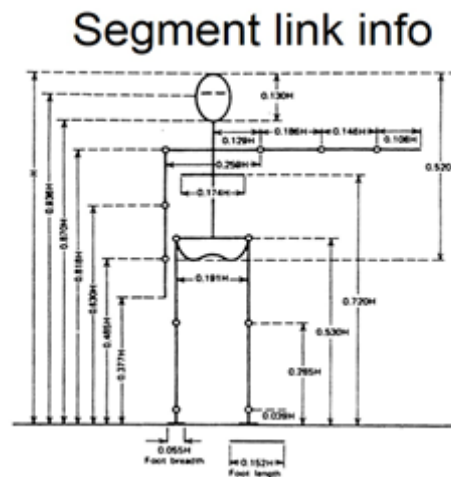 Segment link info
0.130H
0.129H
0.186H
0.146H
0.108H
0.520
0.259H
0.174H
H
0.936H
0.870H
0.818H
0.630H
0.485H
0.377H
0.191H
0.720H
0.530H
0.285H
0.039H
0.055H
Foot breadth
0.152H
Foot length